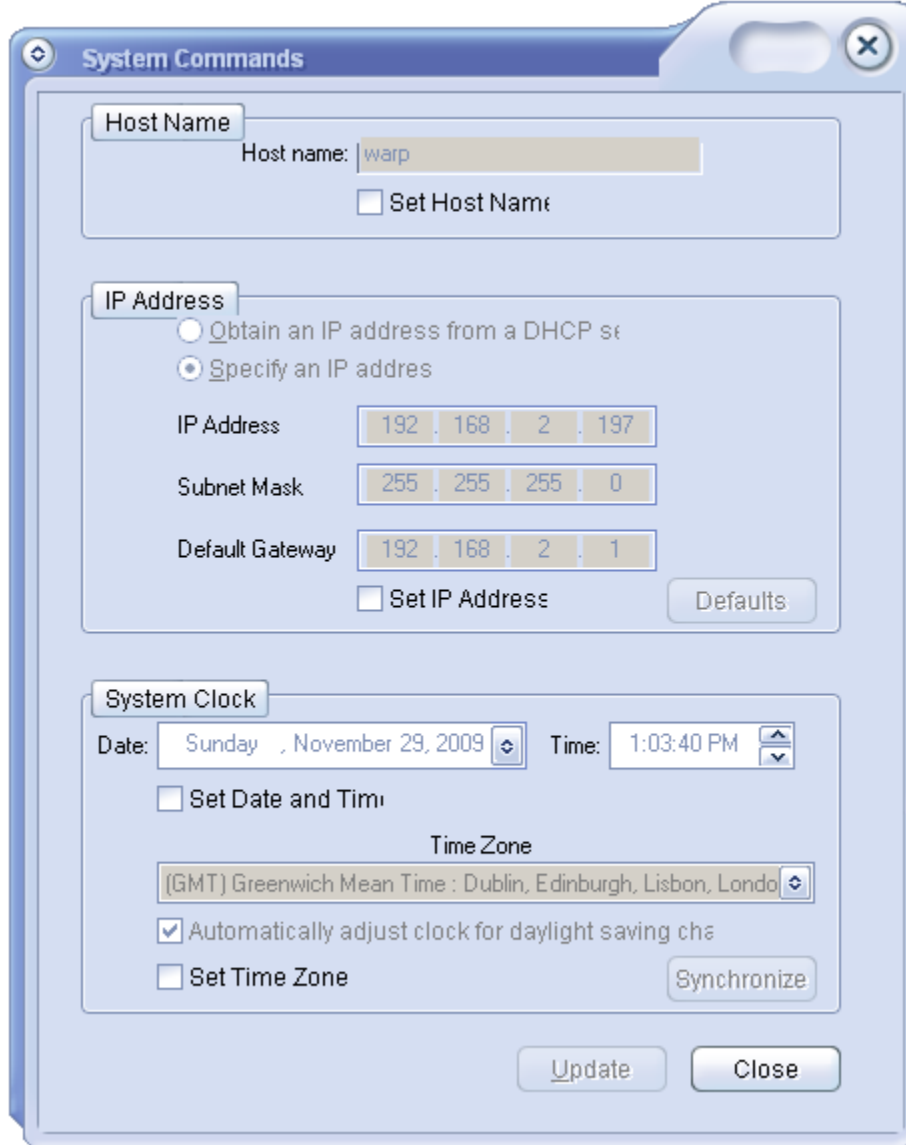 System Commands
Host Name
Host name: warp
Set Host Name
IP Address
Obtain an IP address from a DHCP se
Specify an IP addres
IP Address 192 . 168 . 2 . 197
Subnet Mask 255 . 255 . 255 . 0
Default Gateway 192 . 168 . 2 . 1
Set IP Address Defaults
System Clock
Date: Sunday , November 29, 2009 Time: 1:03:40 PM
Set Date and Tim
Time Zone
(GMT) Greenwich Mean Time : Dublin, Edinburgh, Lisbon, Londo
Automatically adjust clock for daylight saving cha
Set Time Zone Synchronize
Update Close